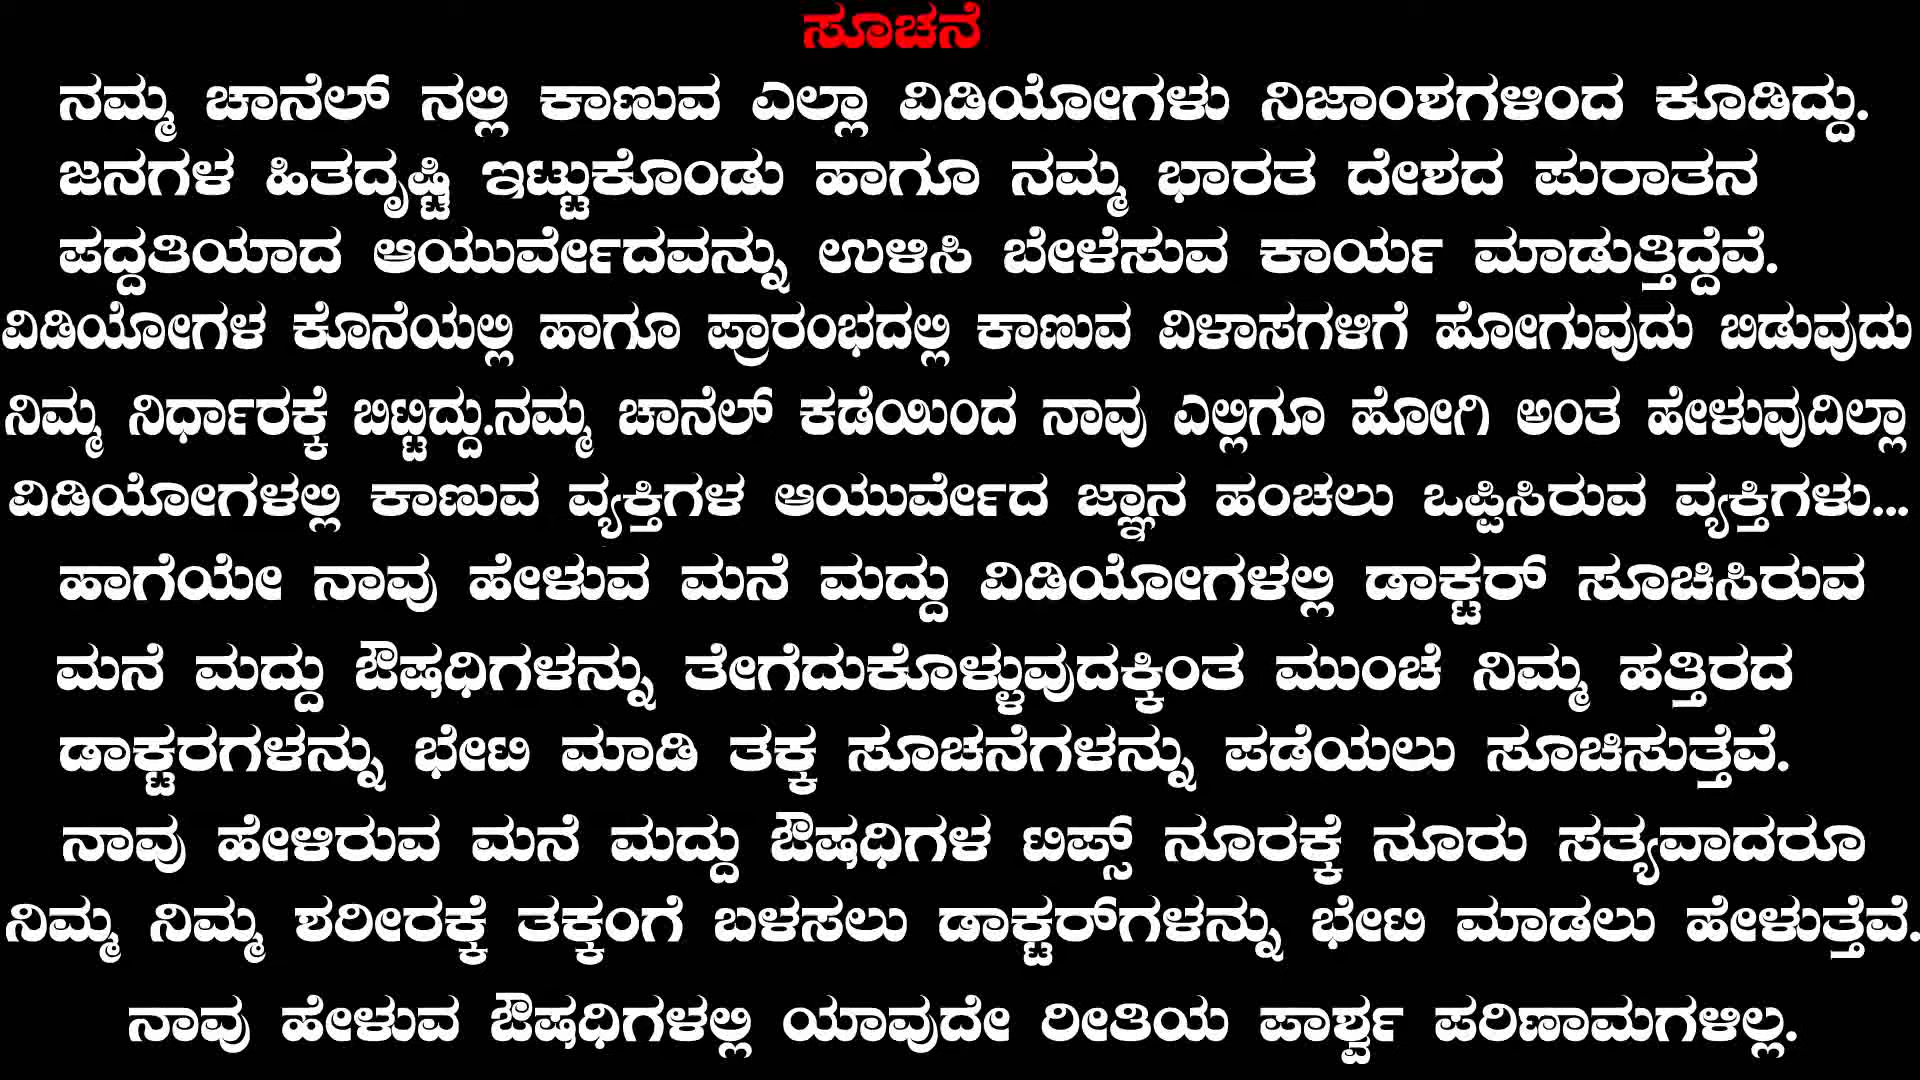 ಸೂಚನೆ
ನಮ್ಮ ಚಾನೆಲ್ ನಲ್ಲಿ ಕಾಣುವ ಎಲ್ಲಾ ವಿಡಿಯೋಗಳು ನಿಜಾಂಶಗಳಿಂದ ಕೂಡಿದ್ದು.
ಜನಗಳ ಹಿತದೃಷ್ಟಿ ಇಟ್ಟುಕೊಂಡು ಹಾಗೂ ನಮ್ಮ ಭಾರತ ದೇಶದ ಪುರಾತನ
ಪದ್ದತಿಯಾದ ಆಯುರ್ವೇದವನ್ನು ಉಳಿಸಿ ಬೇಳೆಸುವ ಕಾರ್ಯ ಮಾಡುತ್ತಿದ್ದೆವೆ.
ವಿಡಿಯೋಗಳ ಕೊನೆಯಲ್ಲಿ ಹಾಗೂ ಪ್ರಾರಂಭದಲ್ಲಿ ಕಾಣುವ ವಿಳಾಸಗಳಿಗೆ ಹೋಗುವುದು ಬಿಡುವುದು
ನಿಮ್ಮ ನಿರ್ಧಾರಕ್ಕೆ ಬಿಟ್ಟಿದ್ದು.ನಮ್ಮ ಚಾನೆಲ್ ಕಡೆಯಿಂದ ನಾವು ಎಲ್ಲಿಗೂ ಹೋಗಿ ಅಂತ ಹೇಳುವುದಿಲ್ಲಾ
ವಿಡಿಯೋಗಳಲ್ಲಿ ಕಾಣುವ ವ್ಯಕ್ತಿಗಳ ಆಯುರ್ವೇದ ಜ್ಞಾನ ಹಂಚಲು ಒಪ್ಪಿಸಿರುವ ವ್ಯಕ್ತಿಗಳು...
ಹಾಗೆಯೇ ನಾವು ಹೇಳುವ ಮನೆ ಮದ್ದು ವಿಡಿಯೋಗಳಲ್ಲಿ ಡಾಕ್ಟರ್ ಸೂಚಿಸಿರುವ
ಮನೆ ಮದ್ದು ಔಷಧಿಗಳನ್ನು ತೇಗೆದುಕೊಳ್ಳುವುದಕ್ಕಿಂತ ಮುಂಚೆ ನಿಮ್ಮ ಹತ್ತಿರದ
ಡಾಕ್ಟರಗಳನ್ನು ಭೇಟಿ ಮಾಡಿ ತಕ್ಕ ಸೂಚನೆಗಳನ್ನು ಪಡೆಯಲು ಸೂಚಿಸುತ್ತೆವೆ.
ನಾವು ಹೇಳಿರುವ ಮನೆ ಮದ್ದು ಔಷಧಿಗಳ ಟಿಪ್ಸ್ ನೂರಕ್ಕೆ ನೂರು ಸತ್ಯವಾದರೂ
ನಿಮ್ಮ ನಿಮ್ಮ ಶರೀರಕ್ಕೆ ತಕ್ಕಂಗೆ ಬಳಸಲು ಡಾಕ್ಟರ್‌ಗಳನ್ನು ಭೇಟಿ ಮಾಡಲು ಹೇಳುತ್ತೆವೆ.
ನಾವು ಹೇಳುವ ಔಷಧಿಗಳಲ್ಲಿ ಯಾವುದೇ ರೀತಿಯ ಪಾರ್ಶ್ವ ಪರಿಣಾಮಗಳಿಲ್ಲ.